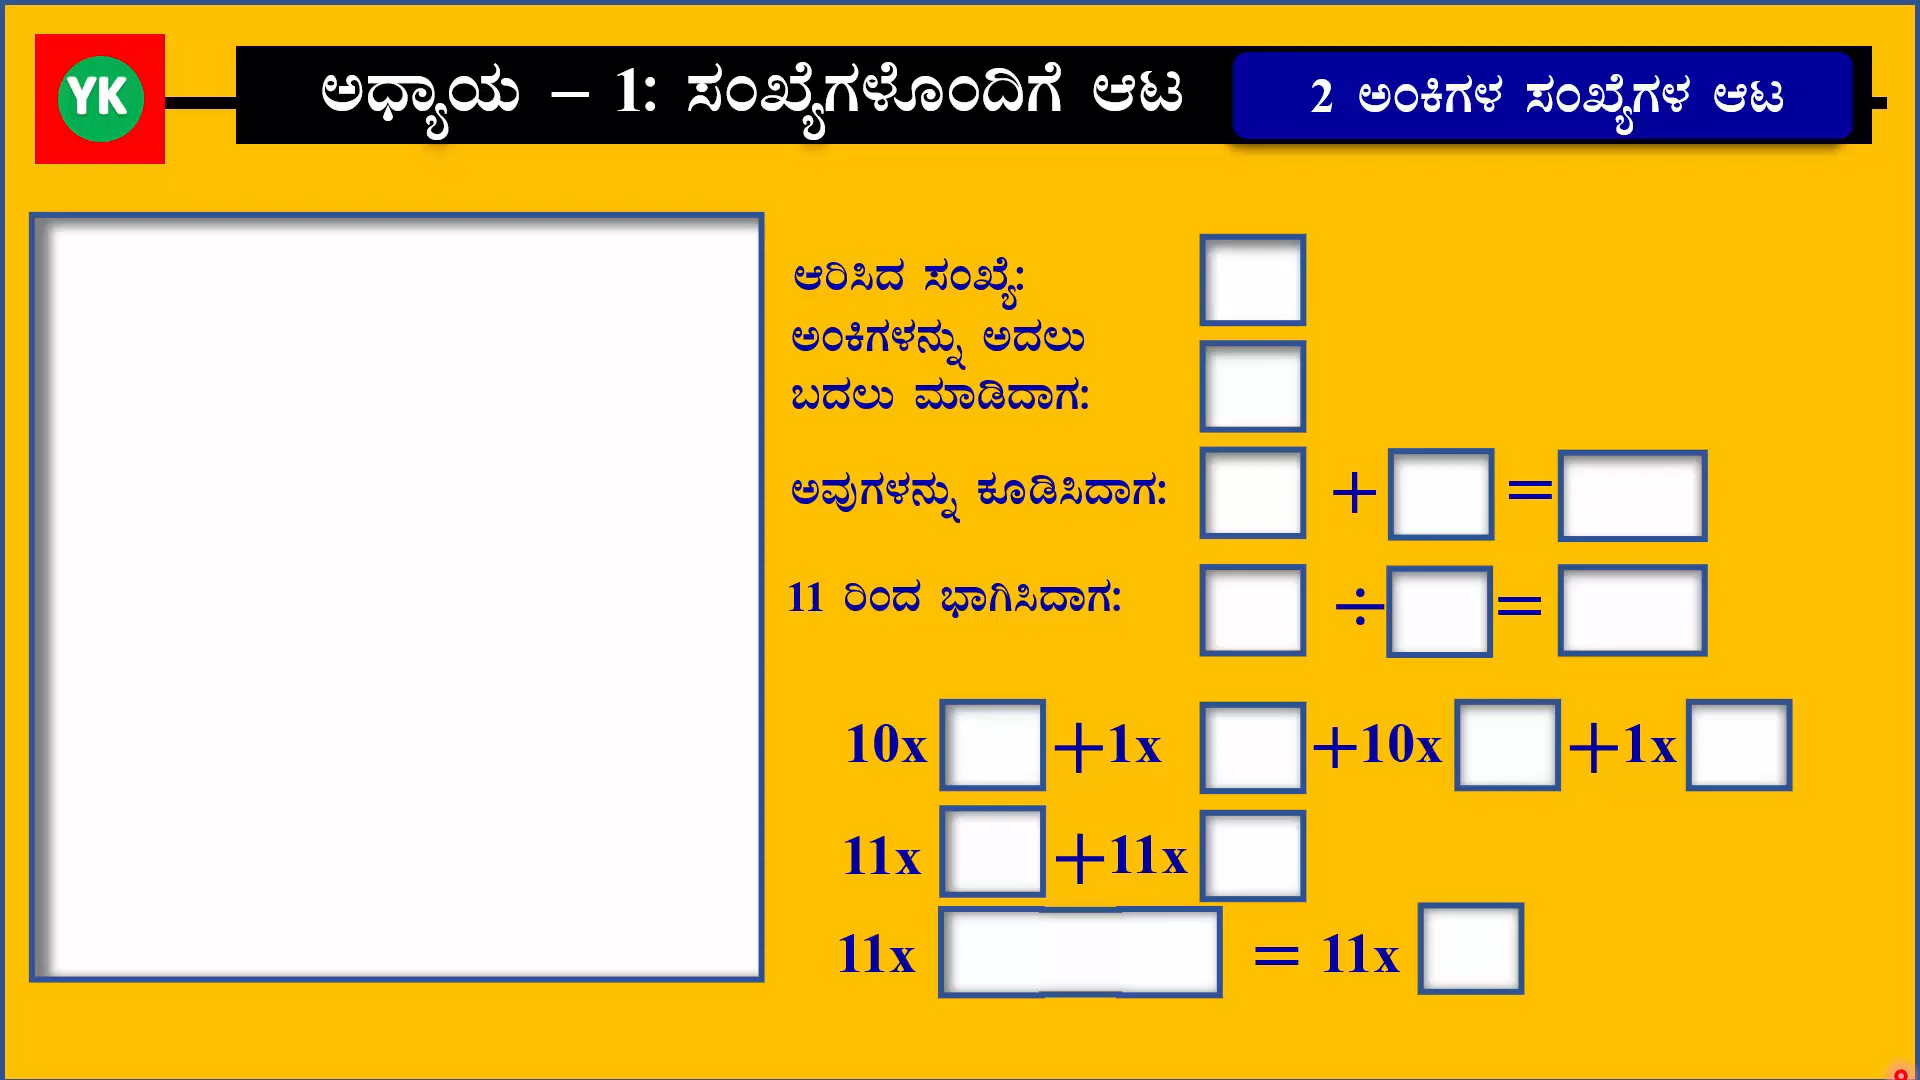 YK
ಅಧ್ಯಾಯ – 1: ಸಂಖ್ಯೆಗಳೊಂದಿಗೆ ಆಟ
2 ಅಂಕಿಗಳ ಸಂಖ್ಯೆಗಳ ಆಟ
ಆರಿಸಿದ ಸಂಖ್ಯೆ:
ಅಂಕಿಗಳನ್ನು ಅದಲು
ಬದಲು ಮಾಡಿದಾಗ:
ಅವುಗಳನ್ನು ಕೂಡಿಸಿದಾಗ: + =
11 ರಿಂದ ಭಾಗಿಸಿದಾಗ: ÷ =
10x +1x +10x +1x
11x +11x
11x = 11x